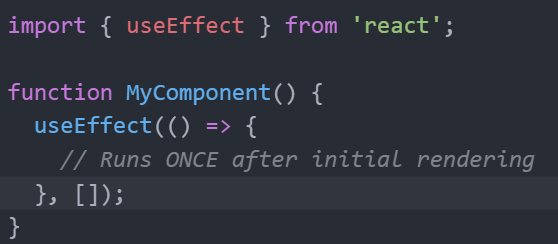 import { useEffect } from 'react';
function MyComponent() {
  useEffect(() => {
    // Runs ONCE after initial rendering
  }, []);
}